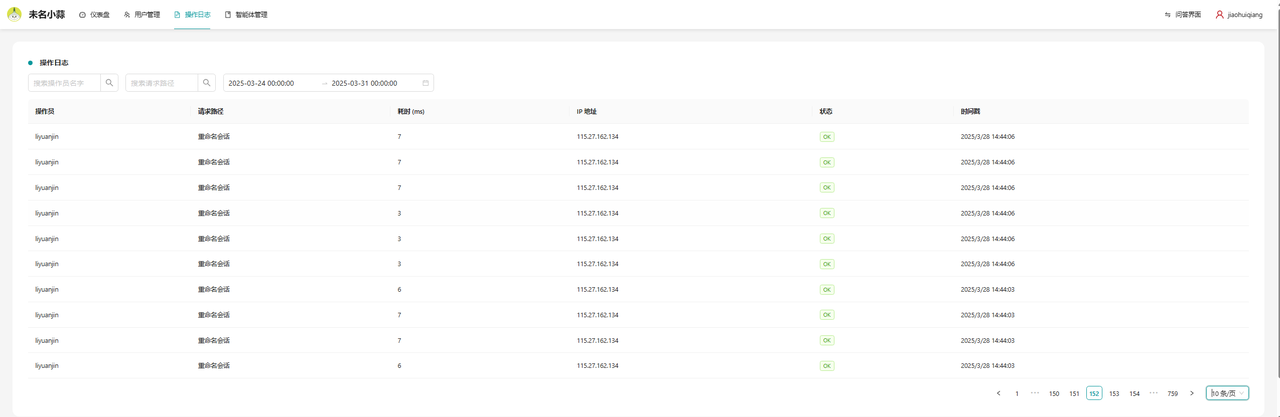 未名小蒜 仪表盘 用户管理 操作日志 智能体管理 问答界面 jiaohuiqiang
操作日志
搜索操作员名字 搜索请求路径 2025-03-24 00:00:00 → 2025-03-31 00:00:00
操作员 请求路径 耗时 (ms) IP 地址 状态 时间戳
liyuanjin 重命名会话 7 115.27.162.134 OK 2025/3/28 14:44:06
liyuanjin 重命名会话 7 115.27.162.134 OK 2025/3/28 14:44:06
liyuanjin 重命名会话 7 115.27.162.134 OK 2025/3/28 14:44:06
liyuanjin 重命名会话 3 115.27.162.134 OK 2025/3/28 14:44:06
liyuanjin 重命名会话 3 115.27.162.134 OK 2025/3/28 14:44:06
liyuanjin 重命名会话 3 115.27.162.134 OK 2025/3/28 14:44:06
liyuanjin 重命名会话 6 115.27.162.134 OK 2025/3/28 14:44:03
liyuanjin 重命名会话 7 115.27.162.134 OK 2025/3/28 14:44:03
liyuanjin 重命名会话 7 115.27.162.134 OK 2025/3/28 14:44:03
liyuanjin 重命名会话 6 115.27.162.134 OK 2025/3/28 14:44:03
< 1 ··· 150 151 152 153 154 ··· 759 > 10 条/页